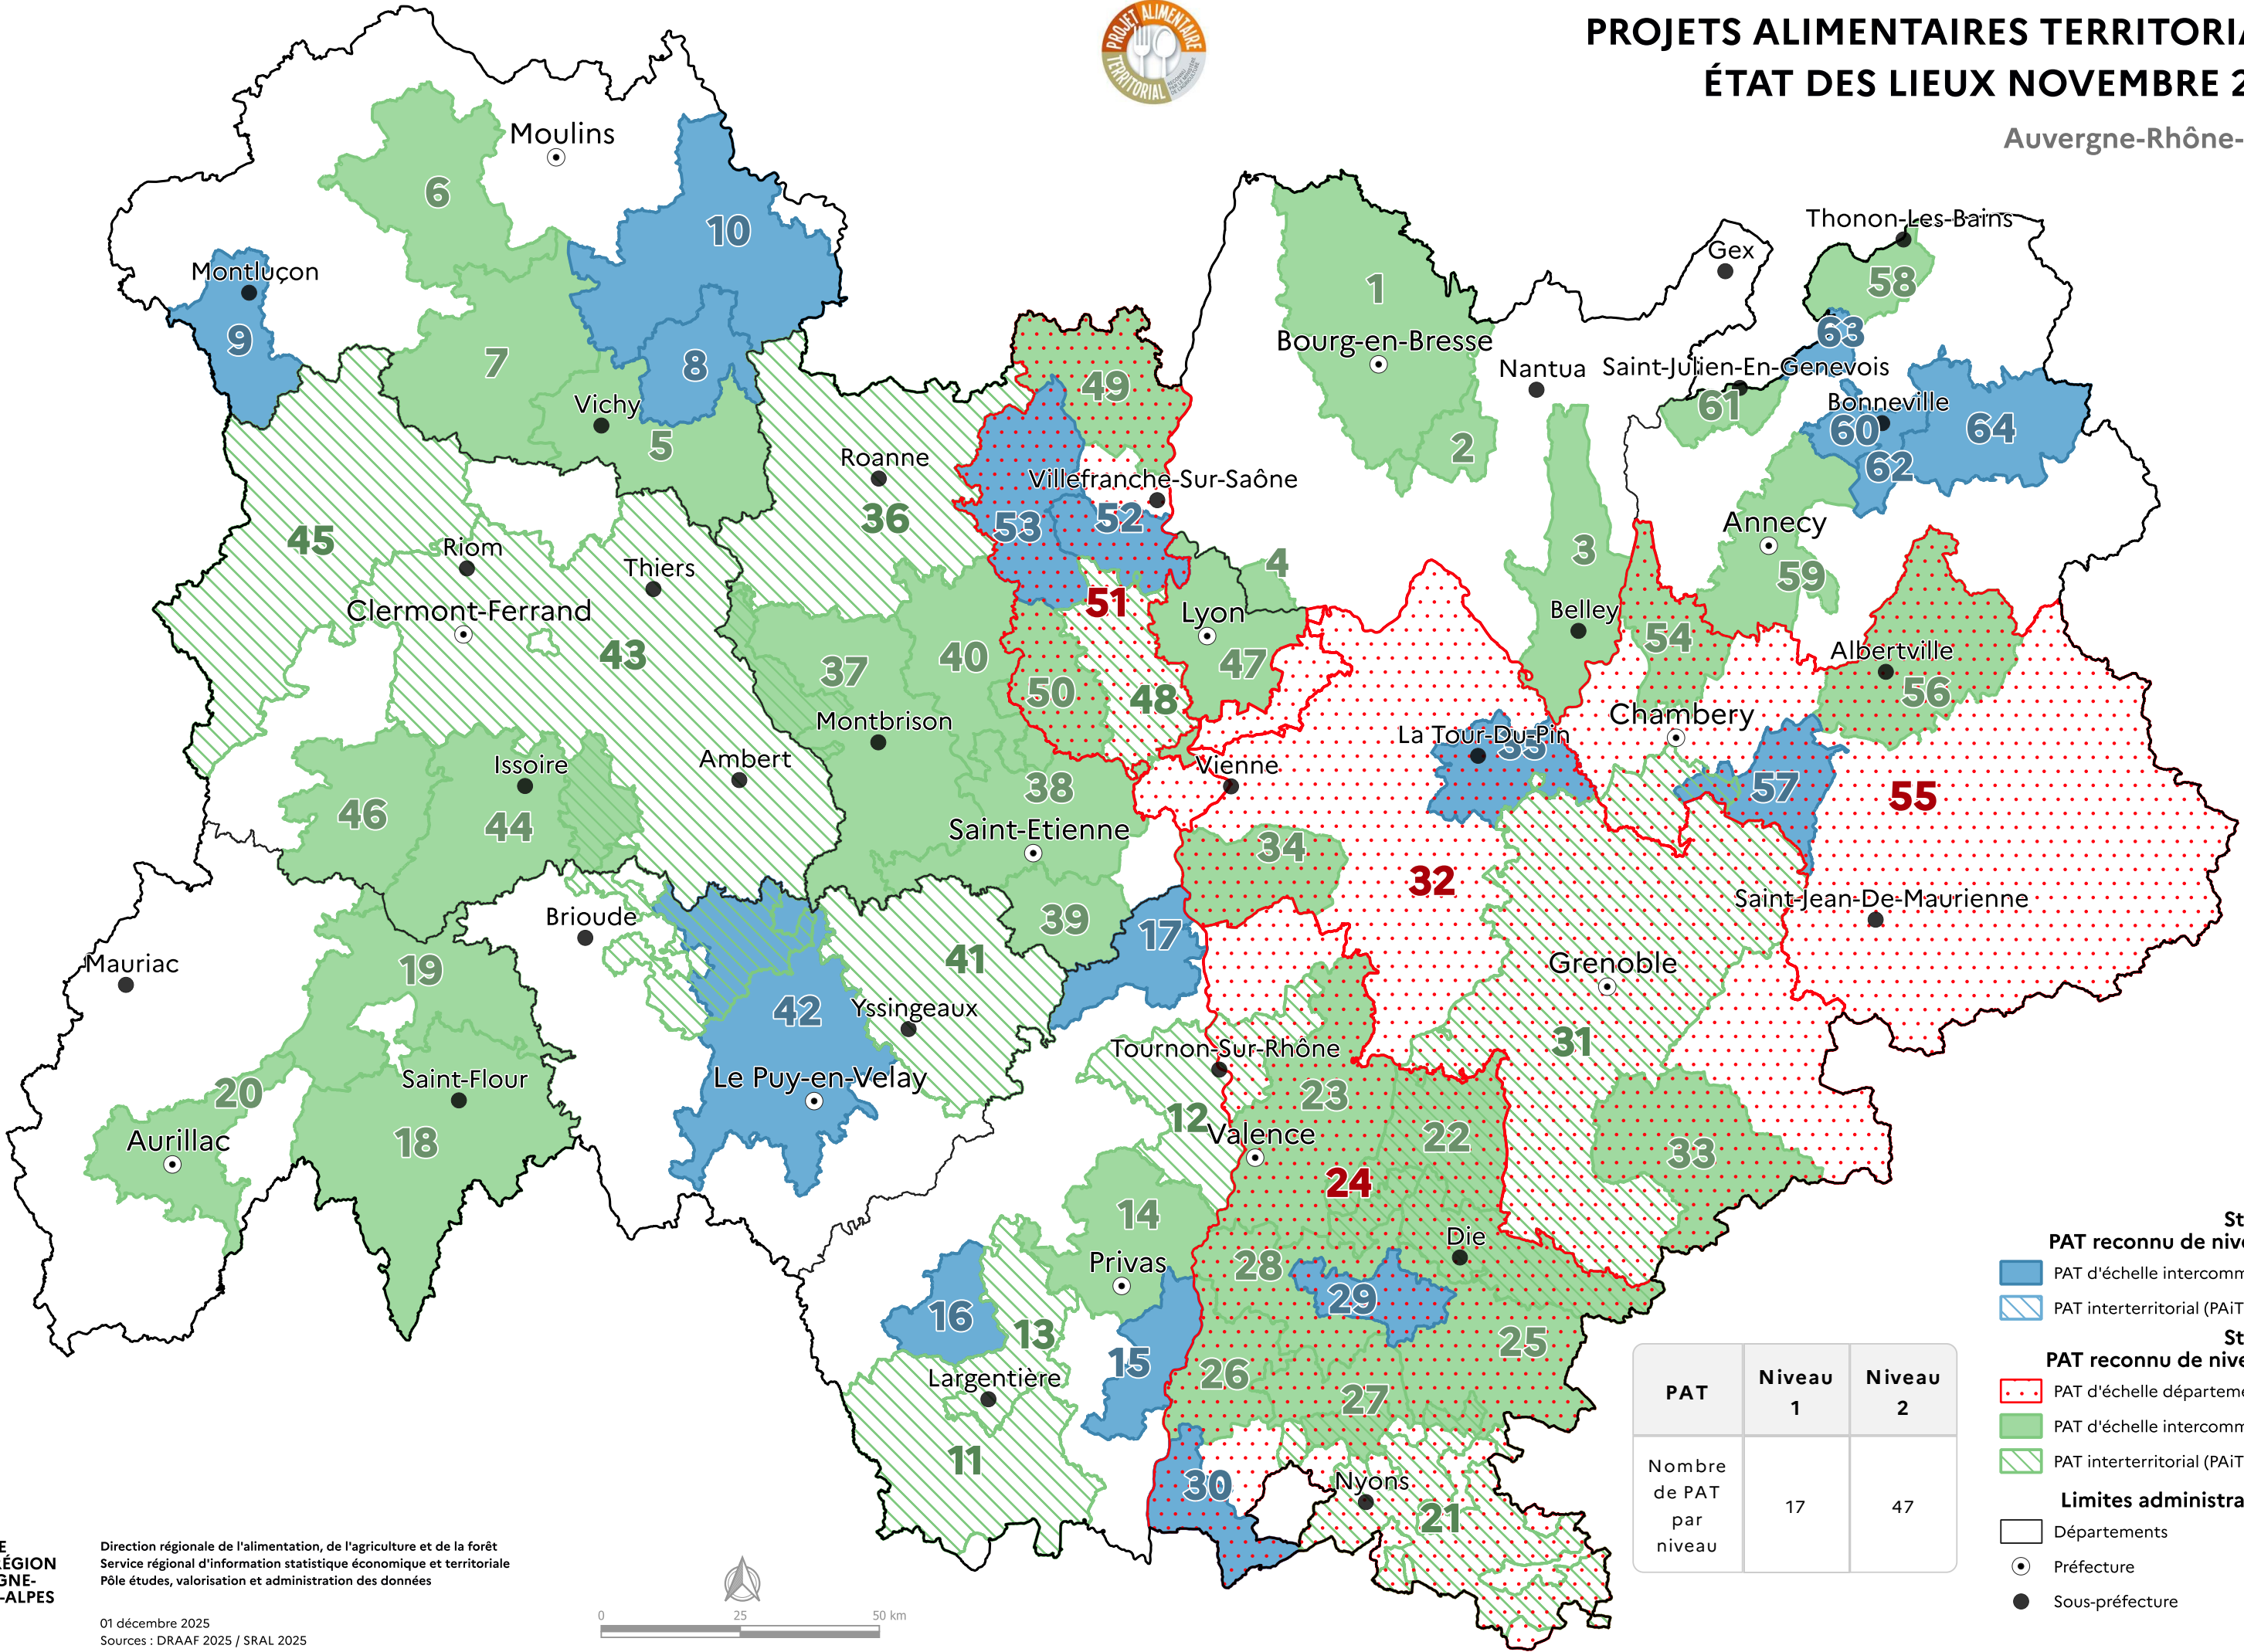 PROJET ALIMENTAIRE
TERRITORIAL
PROJETS ALIMENTAIRES TERRITORIA
ÉTAT DES LIEUX NOVEMBRE 2
Auvergne-Rhône-
Moulins
6
10
Thonon-Les-Bains
Gex
58
Montluçon
1
9
63
Bourg-en-Bresse
7
8
Nantua
Saint-Julien-En-Genevois
49
61
Bonneville
Vichy
60
64
5
2
62
Roanne
Villefranche-Sur-Saône
36
53
52
45
Annecy
Riom
3
4
59
Thiers
51
Clermont-Ferrand
Lyon
Belley
54
43
37
40
47
Albertville
50
48
56
Montbrison
Chambery
La Tour-Du-Pin
35
Issoire
Ambert
Vienne
38
57
55
46
44
Saint-Etienne
34
32
Saint-Jean-De-Maurienne
Brioude
39
17
41
Mauriac
19
Grenoble
42
Yssingeaux
31
Tournon-Sur-Rhône
Saint-Flour
Le Puy-en-Velay
20
23
12
Valence
22
Aurillac
18
33
24
14
Die
Privas
28
29
16
13
25
15
26
Largentière
27
11
Nyons
30
21
PAT
Niveau
1
Niveau
2
Nombre
de PAT
par
niveau
17
47
St
PAT reconnu de nive
PAT d'échelle intercomm
PAT interterritorial (PAiT
St
PAT reconnu de nive
PAT d'échelle départeme
PAT d'échelle intercomm
PAT interterritorial (PAiT
Limites administra
Départements
Préfecture
Sous-préfecture
E
RÉGION
GNE-
-ALPES
Direction régionale de l'alimentation, de l'agriculture et de la forêt
Service régional d'information statistique économique et territoriale
Pôle études, valorisation et administration des données
01 décembre 2025
Sources : DRAAF 2025 / SRAL 2025
0 25 50 km